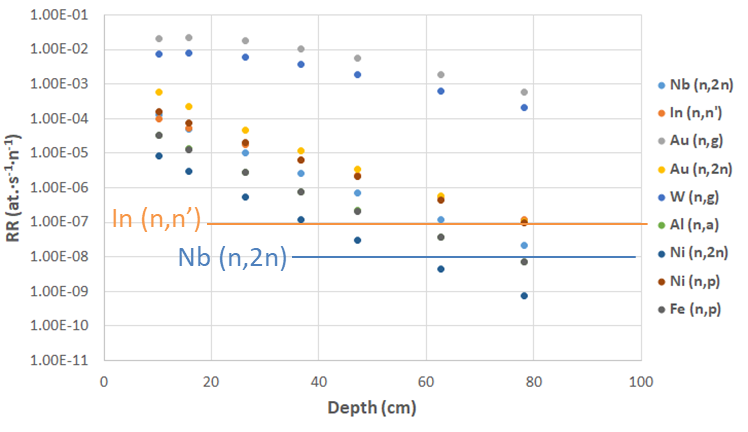 1.00E-01
1.00E-02
1.00E-03
1.00E-04
1.00E-05
1.00E-06
1.00E-07
1.00E-08
1.00E-09
1.00E-10
1.00E-11
RR (at.·s⁻¹·n⁻¹)
In (n,n’)
Nb (n,2n)
0 20 40 60 80 100
Depth (cm)
Nb (n,2n)
In (n,n')
Au (n,g)
Au (n,2n)
W (n,g)
Al (n,a)
Ni (n,2n)
Ni (n,p)
Fe (n,p)